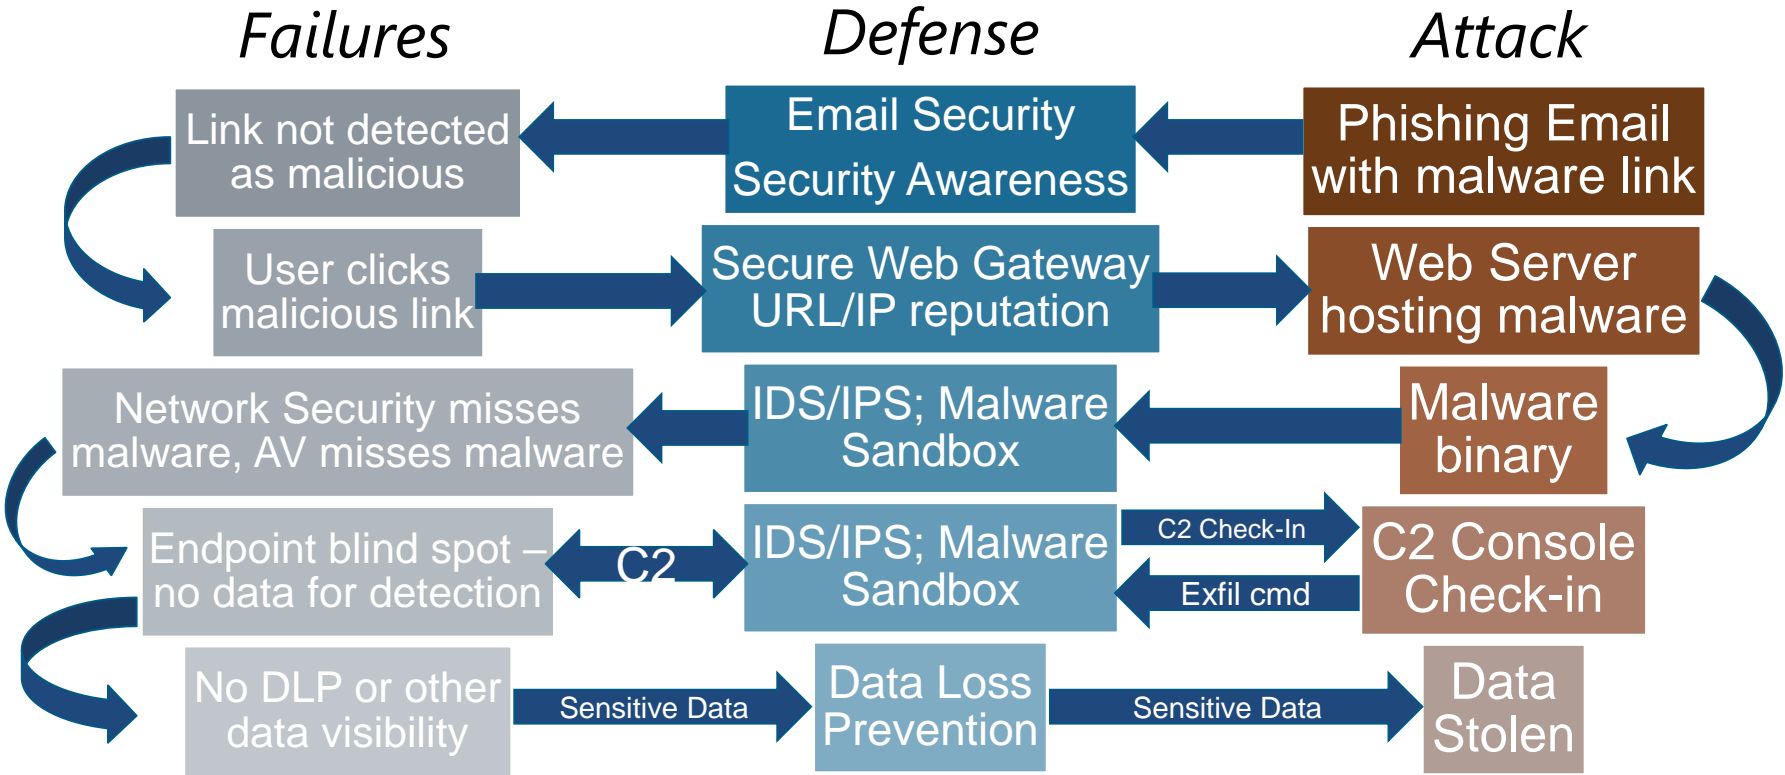 Failures
Defense
Attack
Link not detected
as malicious
Email Security
Security Awareness
Phishing Email
with malware link
User clicks
malicious link
Secure Web Gateway
URL/IP reputation
Web Server
hosting malware
Network Security misses
malware, AV misses malware
IDS/IPS; Malware
Sandbox
Malware
binary
Endpoint blind spot –
no data for detection
C2
IDS/IPS; Malware
Sandbox
C2 Check-In
Exfil cmd
C2 Console
Check-in
No DLP or other
data visibility
Sensitive Data
Data Loss
Prevention
Sensitive Data
Data
Stolen